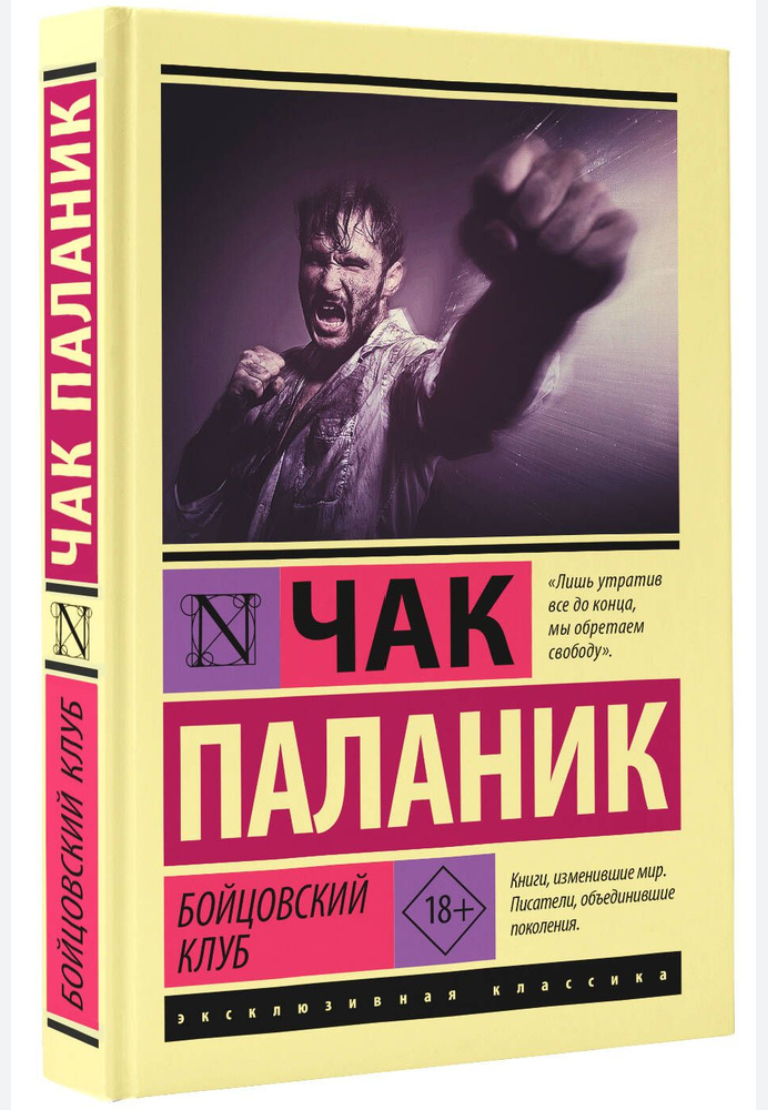 ЧАК ПАЛАНИК
N
БОЙЦОВСКИЙ КЛУБ
N
ЧАК
«Лишь утратив
все до конца,
мы обретаем
свободу».
ПАЛАНИК
БОЙЦОВСКИЙ
КЛУБ
18+
Книги, изменившие мир.
Писатели, объединившие
поколения.
эксклюзивная классика